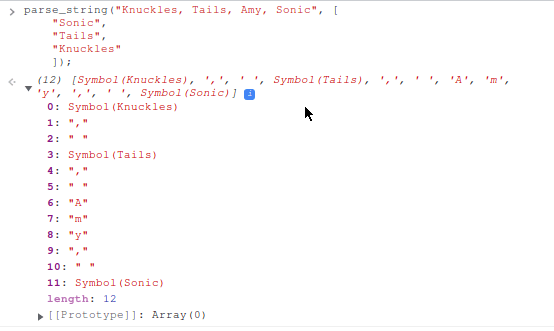 parse_string("Knuckles, Tails, Amy, Sonic", [
"Sonic",
"Tails",
"Knuckles"
]);
(12) [Symbol(Knuckles), ',', ' ', Symbol(Tails), ',', ' ', 'A', 'm',
'y', ',', ' ', Symbol(Sonic)] i
0: Symbol(Knuckles)
1: ","
2: " "
3: Symbol(Tails)
4: ","
5: " "
6: "A"
7: "m"
8: "y"
9: ","
10: " "
11: Symbol(Sonic)
length: 12
[[Prototype]]: Array(0)